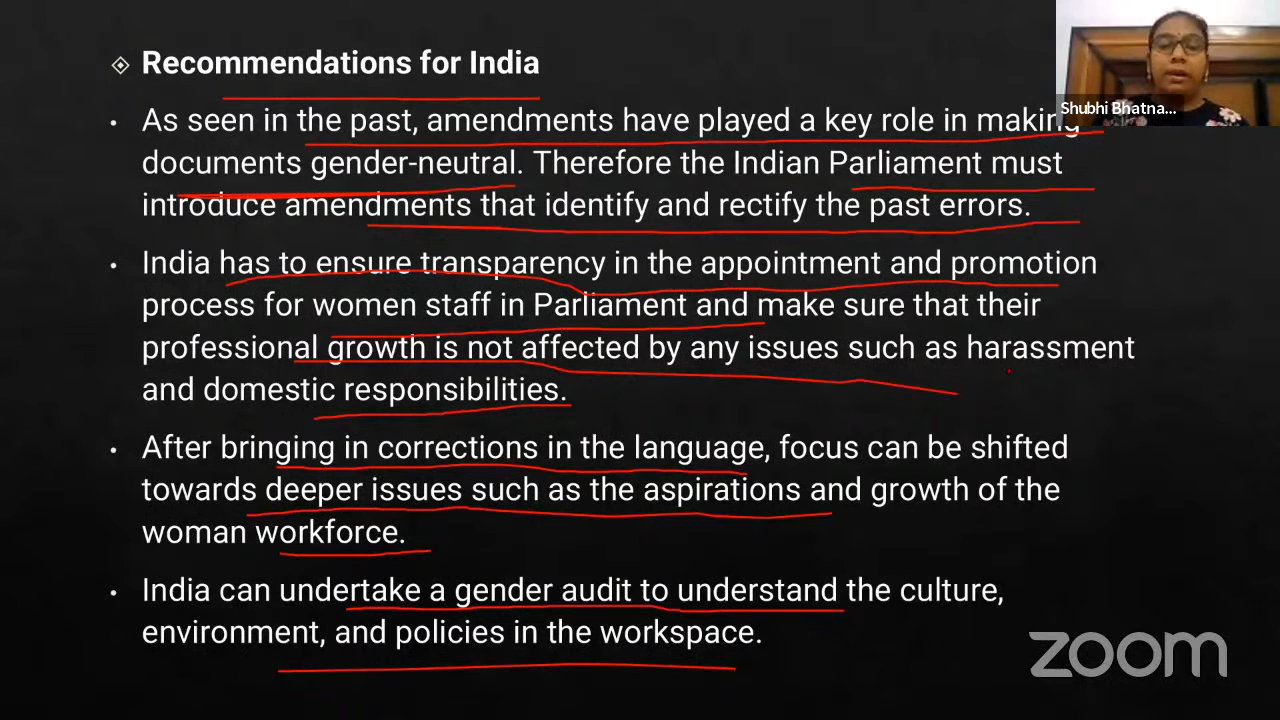 Recommendations for India
Shubhi Bhatna...
• As seen in the past, amendments have played a key role in making
documents gender-neutral. Therefore the Indian Parliament must
introduce amendments that identify and rectify the past errors.
• India has to ensure transparency in the appointment and promotion
process for women staff in Parliament and make sure that their
professional growth is not affected by any issues such as harassment
and domestic responsibilities.
• After bringing in corrections in the language, focus can be shifted
towards deeper issues such as the aspirations and growth of the
woman workforce.
• India can undertake a gender audit to understand the culture,
environment, and policies in the workspace.
zoom